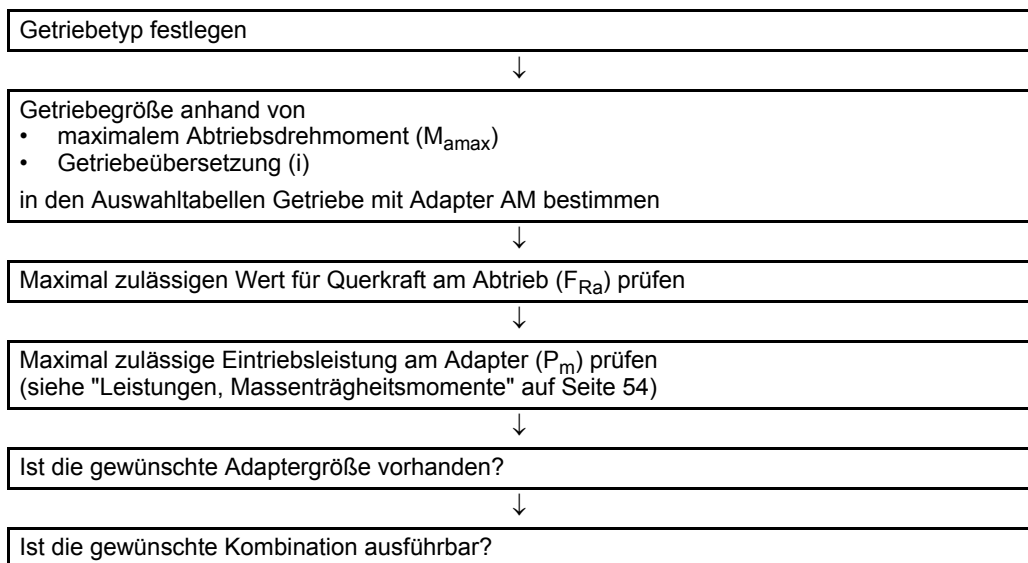 Getriebetyp festlegen
↓
Getriebegröße anhand von
• maximalem Abtriebsdrehmoment (Mamax)
• Getriebeübersetzung (i)
in den Auswahltabellen Getriebe mit Adapter AM bestimmen
↓
Maximal zulässigen Wert für Querkraft am Abtrieb (FRa) prüfen
↓
Maximal zulässige Eintriebsleistung am Adapter (Pm) prüfen
(siehe "Leistungen, Massenträgheitsmomente" auf Seite 54)
↓
Ist die gewünschte Adaptergröße vorhanden?
↓
Ist die gewünschte Kombination ausführbar?